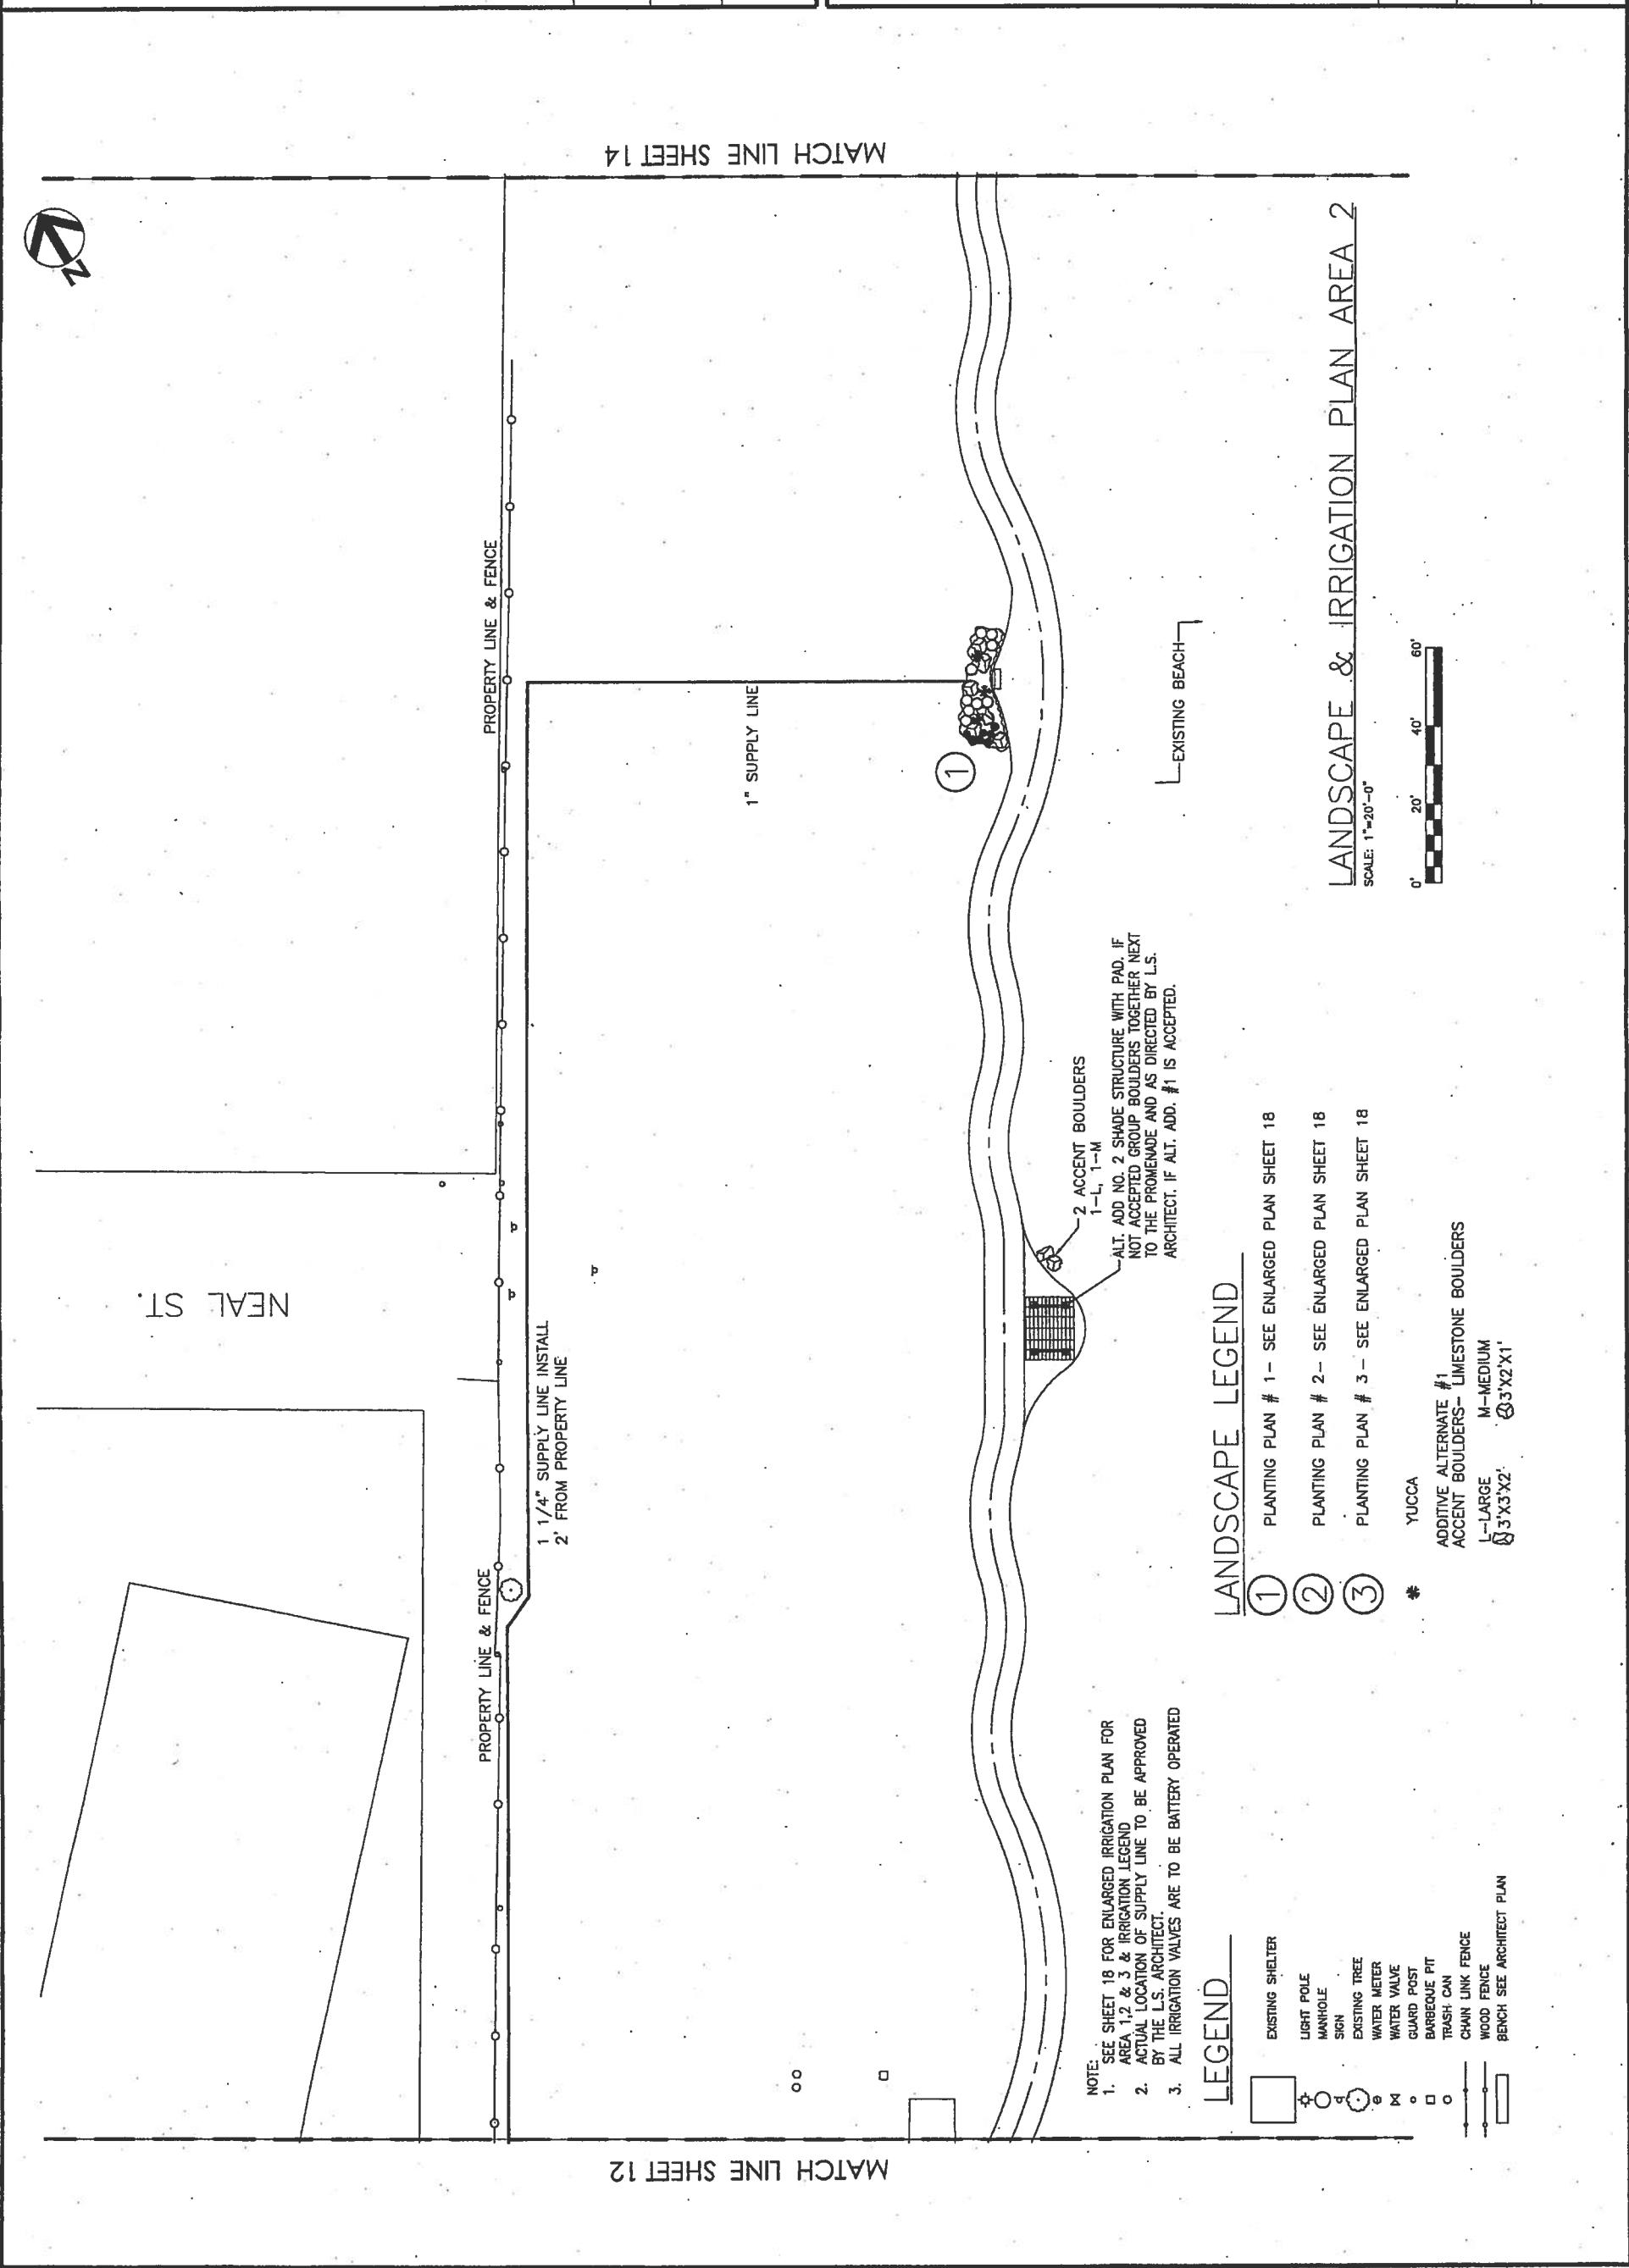 MATCH LINE SHEET 12
MATCH LINE SHEET 14
N
NEAL ST.
PROPERTY LINE & FENCE
PROPERTY LINE & FENCE
1 1/4" SUPPLY LINE INSTALL
2' FROM PROPERTY LINE
1" SUPPLY LINE
1
EXISTING BEACH
2 ACCENT BOULDERS
1-L, 1-M
ALT. ADD NO. 2 SHADE STRUCTURE WITH PAD. IF
NOT ACCEPTED GROUP BOULDERS TOGETHER NEXT
TO THE PROMENADE AND AS DIRECTED BY L.S.
ARCHITECT. IF ALT. ADD. #1 IS ACCEPTED.
NOTE:
1. SEE SHEET 18 FOR ENLARGED IRRIGATION PLAN FOR
AREA 1,2 & 3 & IRRIGATION LEGEND
2. ACTUAL LOCATION OF SUPPLY LINE TO BE APPROVED
BY THE L.S. ARCHITECT.
3. ALL IRRIGATION VALVES ARE TO BE BATTERY OPERATED
LEGEND
EXISTING SHELTER
LIGHT POLE
MANHOLE
SIGN
EXISTING TREE
WATER METER
WATER VALVE
GUARD POST
BARBEQUE PIT
TRASH CAN
CHAIN LINK FENCE
WOOD FENCE
BENCH SEE ARCHITECT PLAN
LANDSCAPE LEGEND
1 PLANTING PLAN # 1- SEE ENLARGED PLAN SHEET 18
2 PLANTING PLAN # 2- SEE ENLARGED PLAN SHEET 18
3 PLANTING PLAN # 3- SEE ENLARGED PLAN SHEET 18
YUCCA
ADDITIVE ALTERNATE #1
ACCENT BOULDERS- LIMESTONE BOULDERS
L-LARGE M-MEDIUM
3'X3'X2' 3'X2'X1'
LANDSCAPE & IRRIGATION PLAN AREA 2
SCALE: 1"=20'-0"
0' 20' 40' 60'